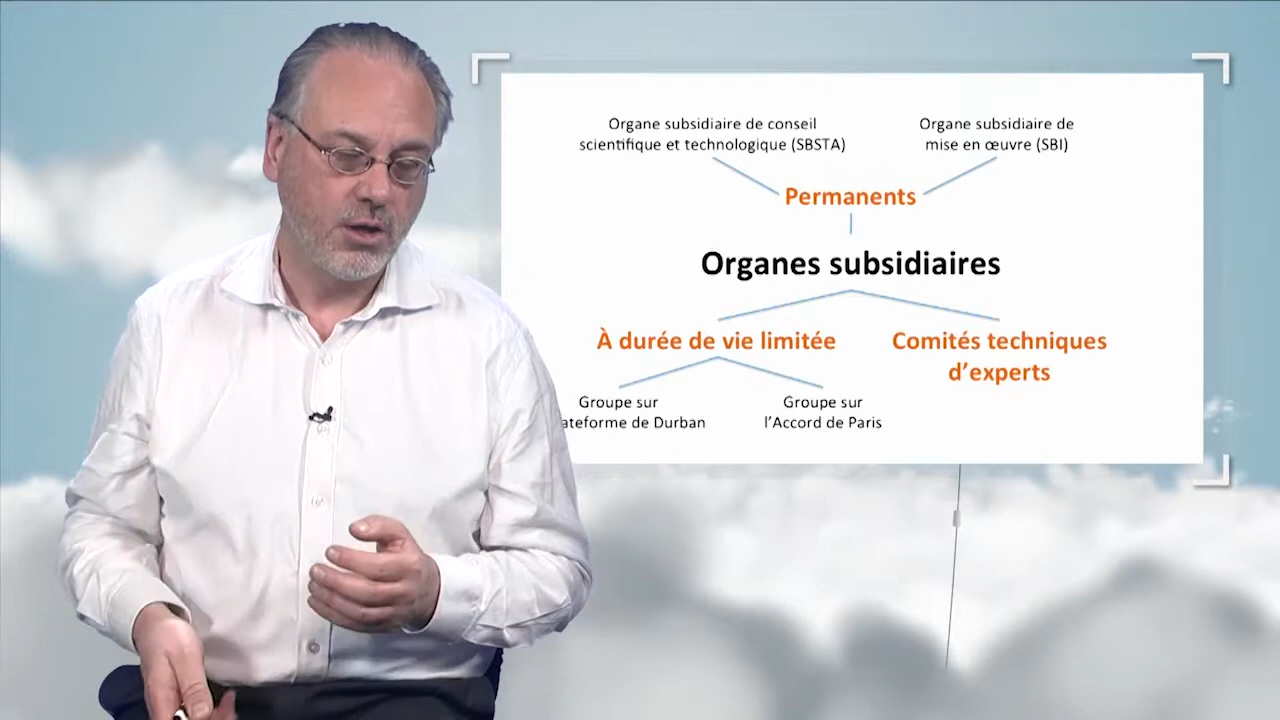 Organe subsidiaire de conseil
scientifique et technologique (SBSTA)
Organe subsidiaire de
mise en œuvre (SBI)
Permanents
Organes subsidiaires
À durée de vie limitée
Comités techniques
d’experts
Groupe sur
de Durban
Groupe sur
l’Accord de Paris